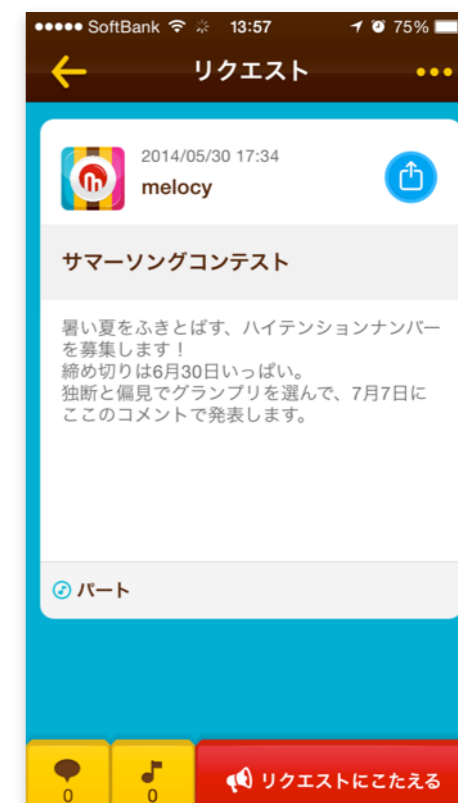 SoftBank 13:57 75%
リクエスト
2014/05/30 17:34
melocy
サマーソングコンテスト
暑い夏をふきとばす、ハイテンションナンバー
を募集します！
締め切りは6月30日いっぱい。
独断と偏見でグランプリを選んで、7月7日に
ここのコメントで発表します。
パート
0
0
リクエストにこたえる